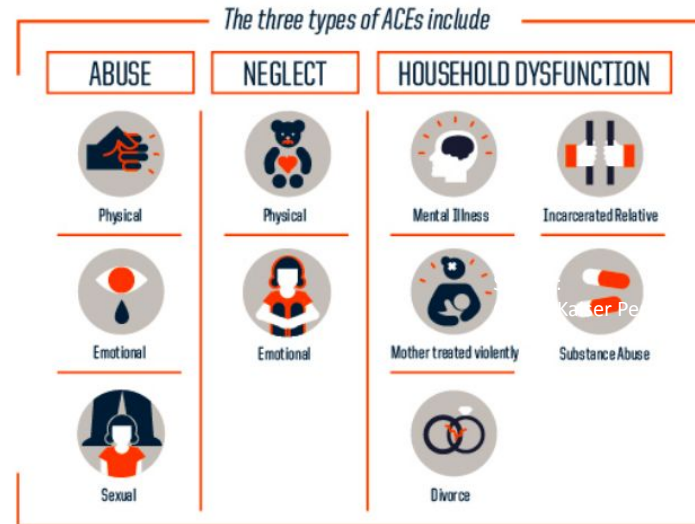 The three types of ACEs include
ABUSE
NEGLECT
HOUSEHOLD DYSFUNCTION
Physical
Physical
Mental Illness
Incarcerated Relative
Emotional
Emotional
Mother treated violently
Substance Abuse
Sexual
Divorce